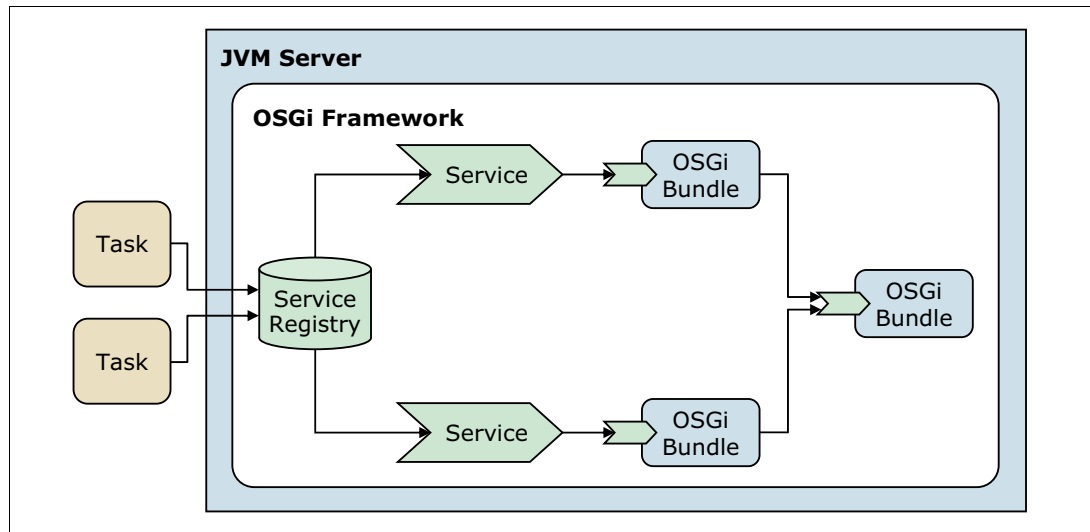 JVM Server
OSGi Framework
Service
OSGi
Bundle
Task
Service
Registry
OSGi
Bundle
Task
Service
OSGi
Bundle